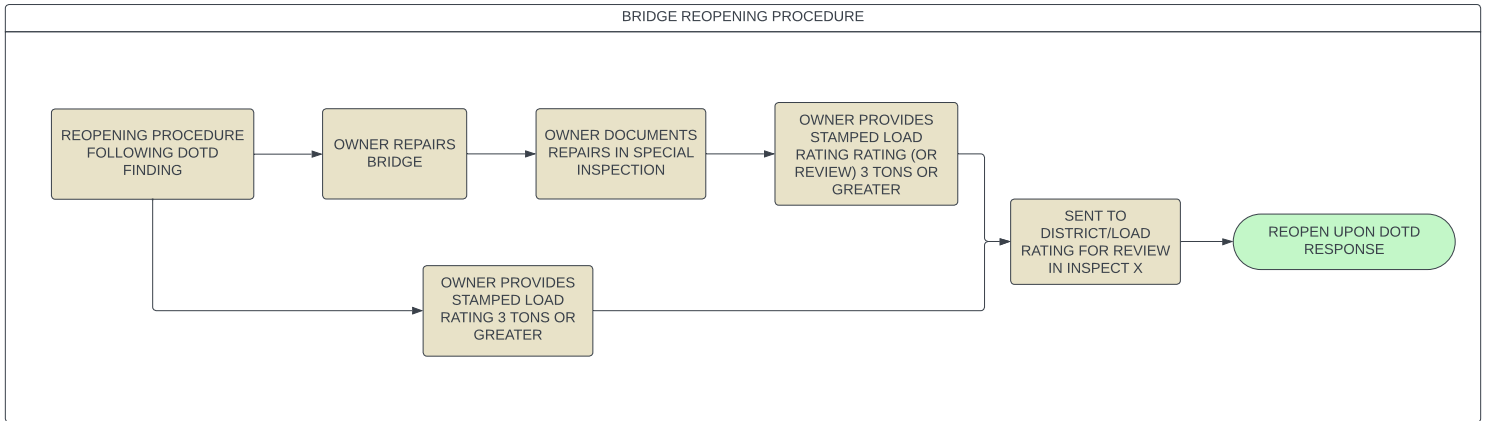 BRIDGE REOPENING PROCEDURE
REOPENING PROCEDURE
FOLLOWING DOTD
FINDING
OWNER REPAIRS
BRIDGE
OWNER DOCUMENTS
REPAIRS IN SPECIAL
INSPECTION
OWNER PROVIDES
STAMPED LOAD
RATING RATING (OR
REVIEW) 3 TONS OR
GREATER
OWNER PROVIDES
STAMPED LOAD
RATING 3 TONS OR
GREATER
SENT TO
DISTRICT/LOAD
RATING FOR REVIEW
IN INSPECT X
REOPEN UPON DOTD
RESPONSE